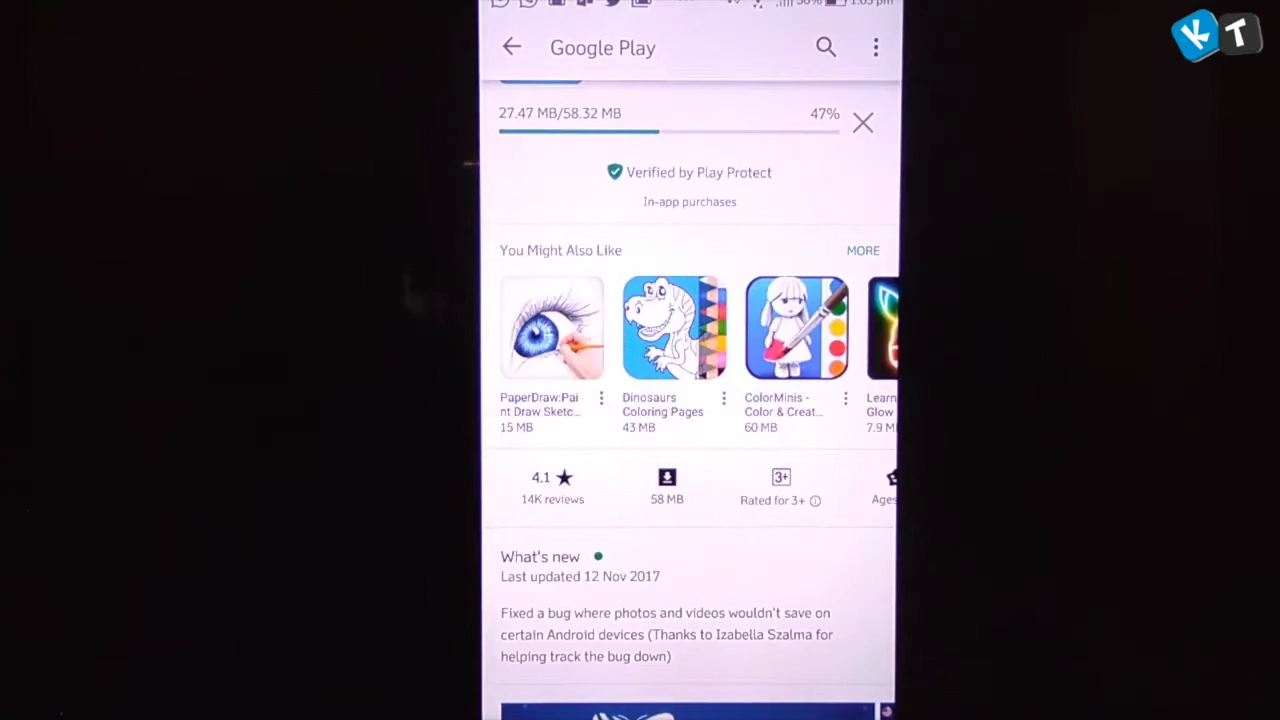 1:05 pm
KT
Google Play
27.47 MB/58.32 MB
47%
Verified by Play Protect
In-app purchases
You Might Also Like
MORE
PaperDraw:Pai
nt Draw Sketc...
15 MB
Dinosaurs
Coloring Pages
43 MB
ColorMinis -
Color & Creat...
60 MB
Learn
Glow
7.9 M
4.1
14K reviews
58 MB
3+
Rated for 3+
Ages
What's new
Last updated 12 Nov 2017
Fixed a bug where photos and videos wouldn't save on
certain Android devices (Thanks to Izabella Szalma for
helping track the bug down)